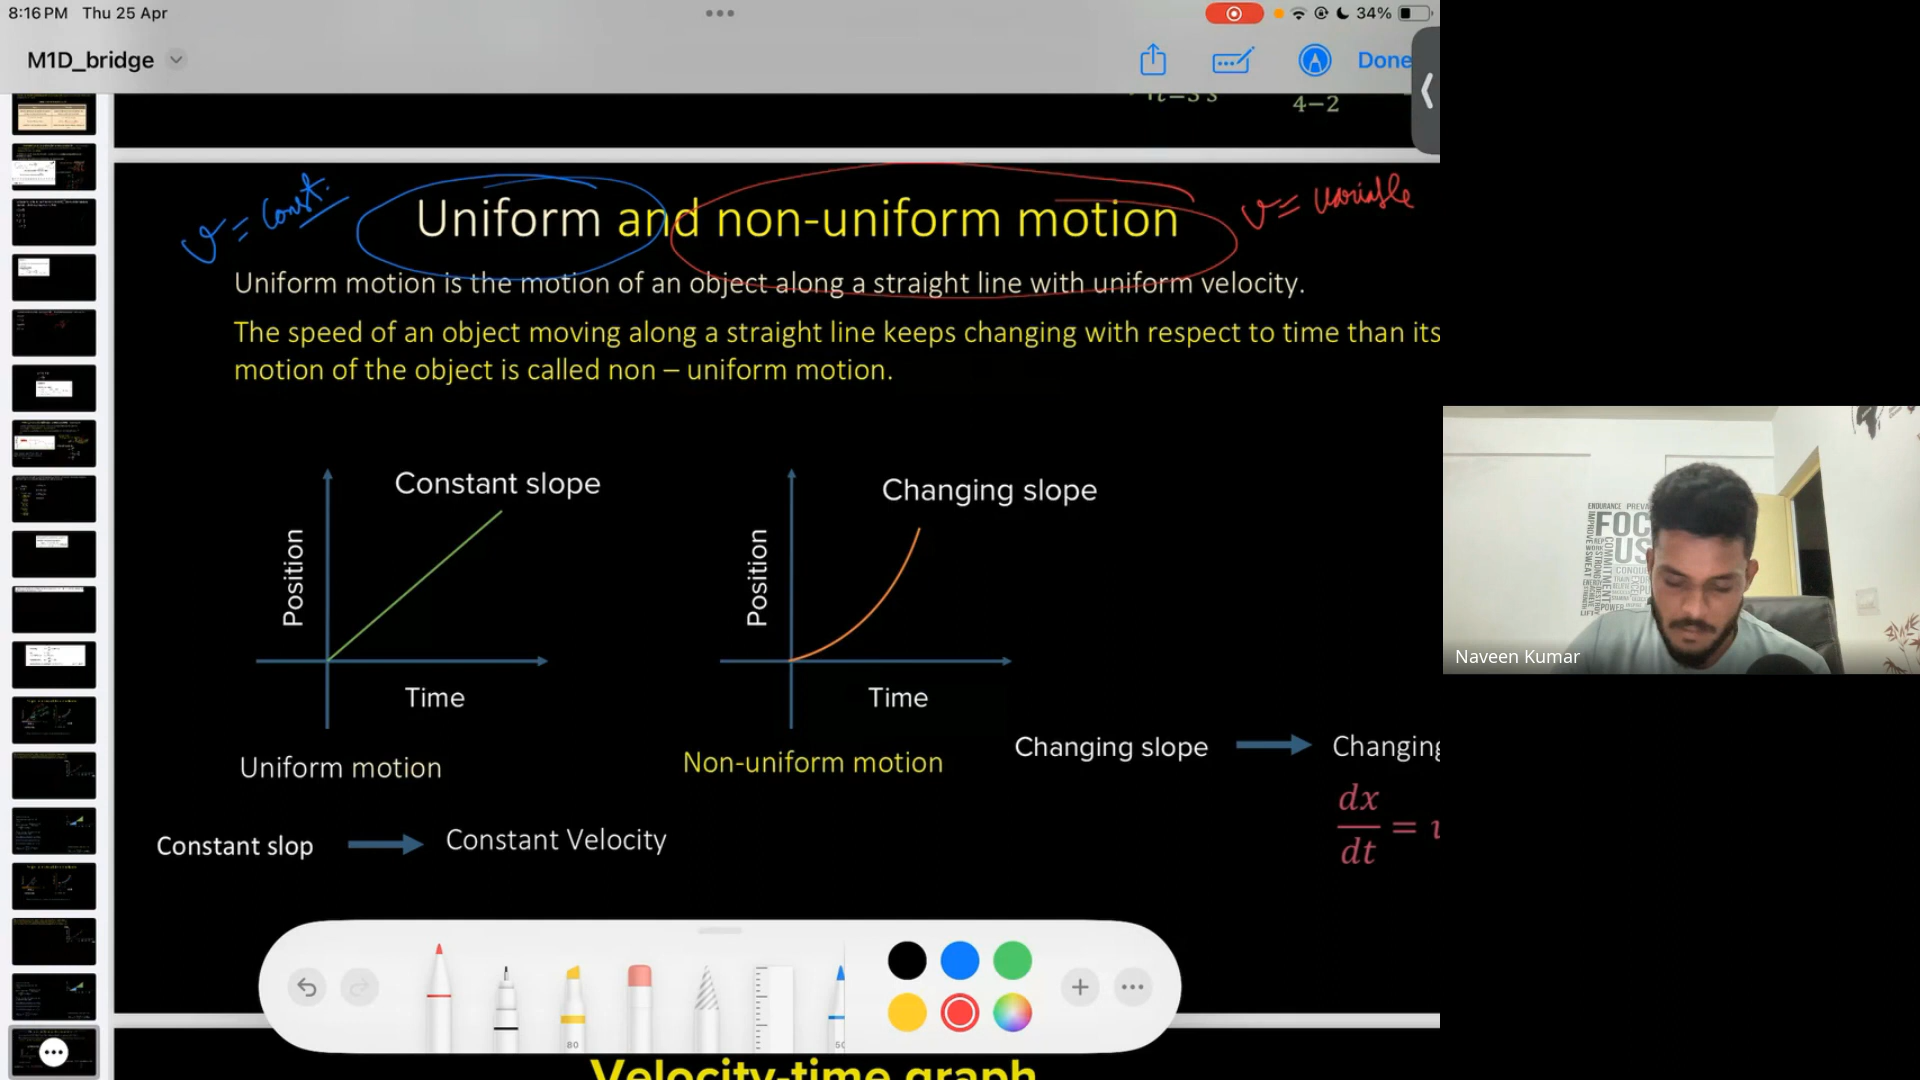 8:16 PM Thu 25 Apr
34%
M1D_bridge
Done
4−2
v = const.
Uniform and non-uniform motion
v = variable
Uniform motion is the motion of an object along a straight line with uniform velocity.
The speed of an object moving along a straight line keeps changing with respect to time than its
motion of the object is called non – uniform motion.
Constant slope
Changing slope
Position
Position
Time
Time
Uniform motion
Non-uniform motion
Changing slope
Changing
dx
dt
=
Constant slop
Constant Velocity
80
Velocity-time graph
FOC
US
Naveen Kumar